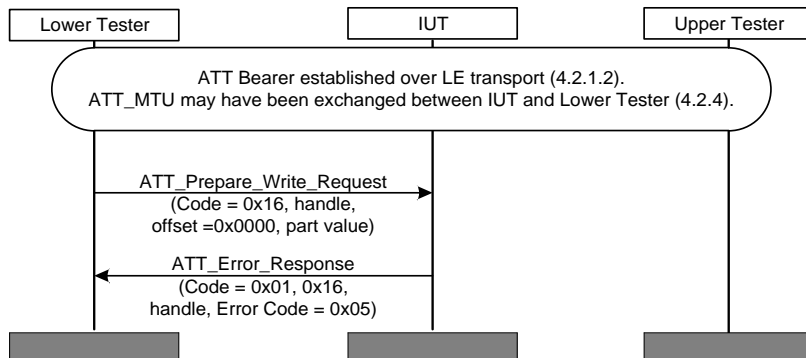 Lower Tester
IUT
Upper Tester
ATT Bearer established over LE transport (4.2.1.2).
ATT_MTU may have been exchanged between IUT and Lower Tester (4.2.4).
ATT_Prepare_Write_Request
(Code = 0x16, handle,
offset =0x0000, part value)
ATT_Error_Response
(Code = 0x01, 0x16,
handle, Error Code = 0x05)